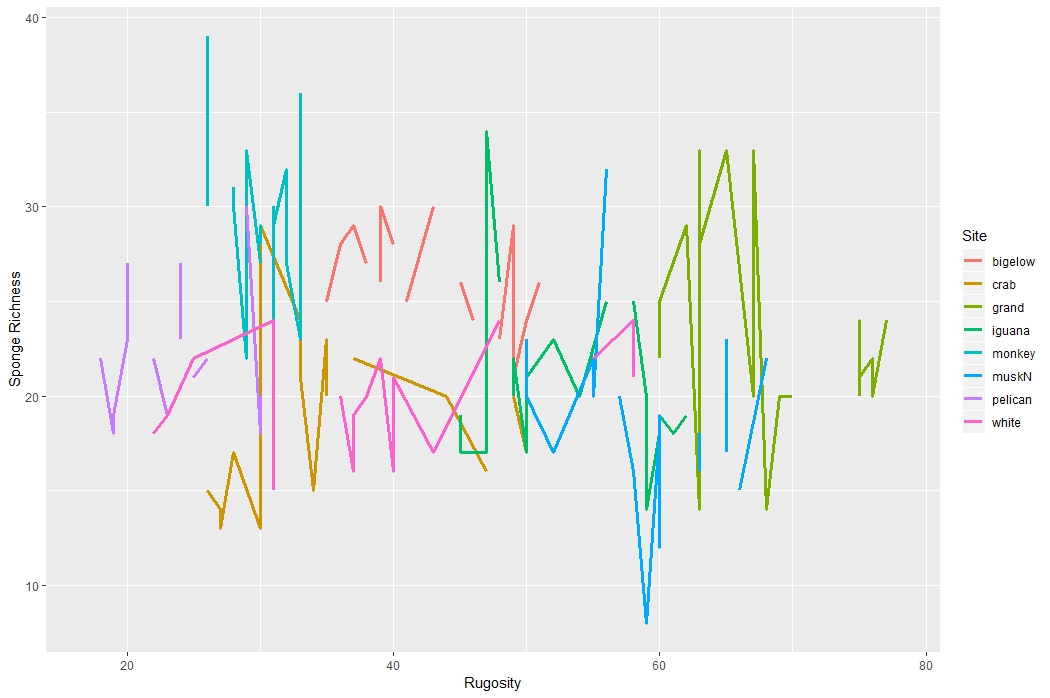 40
30
20
10
Sponge Richness
20 40 60 80
Rugosity
Site
bigelow
crab
grand
iguana
monkey
muskN
pelican
white